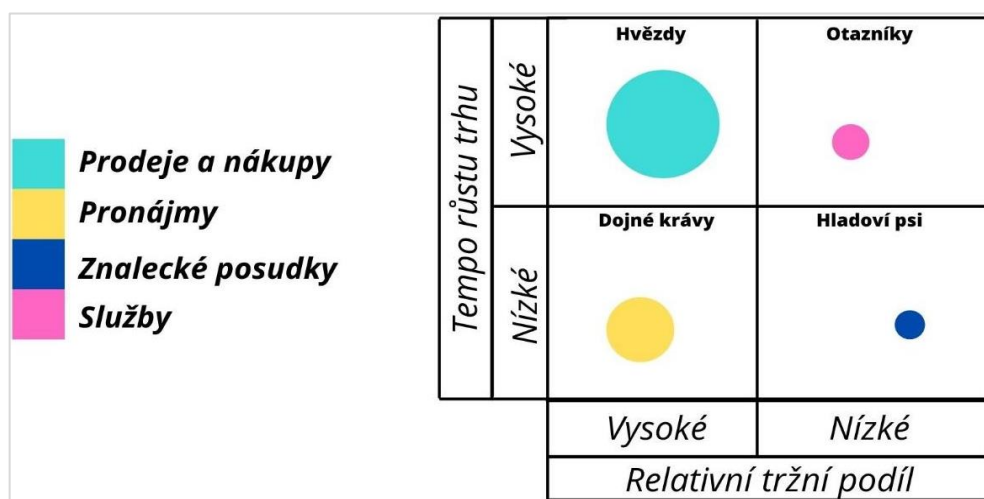 Prodeje a nákupy
Pronájmy
Znalecké posudky
Služby
Tempo růstu trhu
Vysoké
Nízké
Hvězdy
Otazníky
Dojné krávy
Hladoví psi
Vysoké
Nízké
Relativní tržní podíl